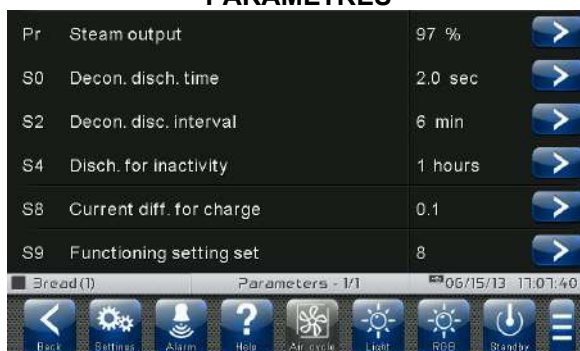 PARAMETRES
Pr Steam output 97 %
S0 Decon. disch. time 2.0 sec
S2 Decon. disc. interval 6 min
S4 Disch. for inactivity 1 hours
S8 Current diff. for charge 0.1
S9 Functioning setting set 8
Bread(1) Parameters - 1/1 06/15/13 17:07:40
Back Settings Alarm Help Air cycle Light RGB Standby